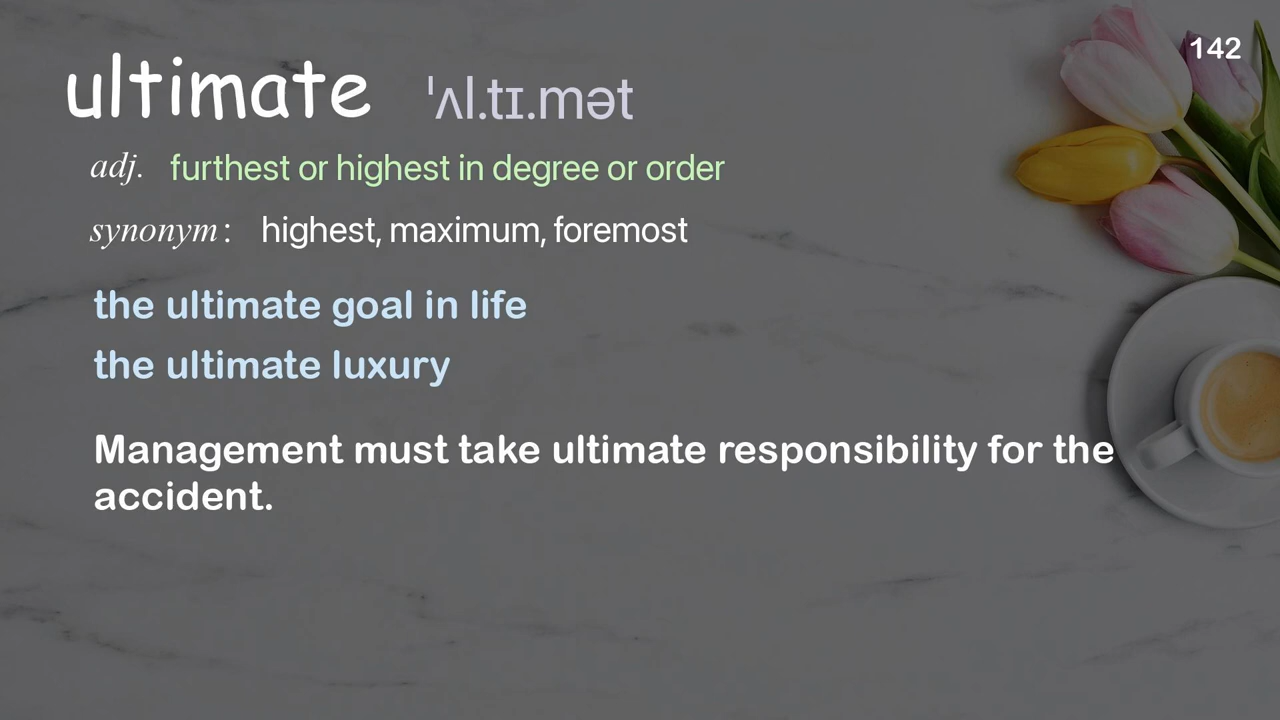 142
ultimate ˈʌl.tɪ.mət
adj. furthest or highest in degree or order
synonym: highest, maximum, foremost
the ultimate goal in life
the ultimate luxury
Management must take ultimate responsibility for the
accident.